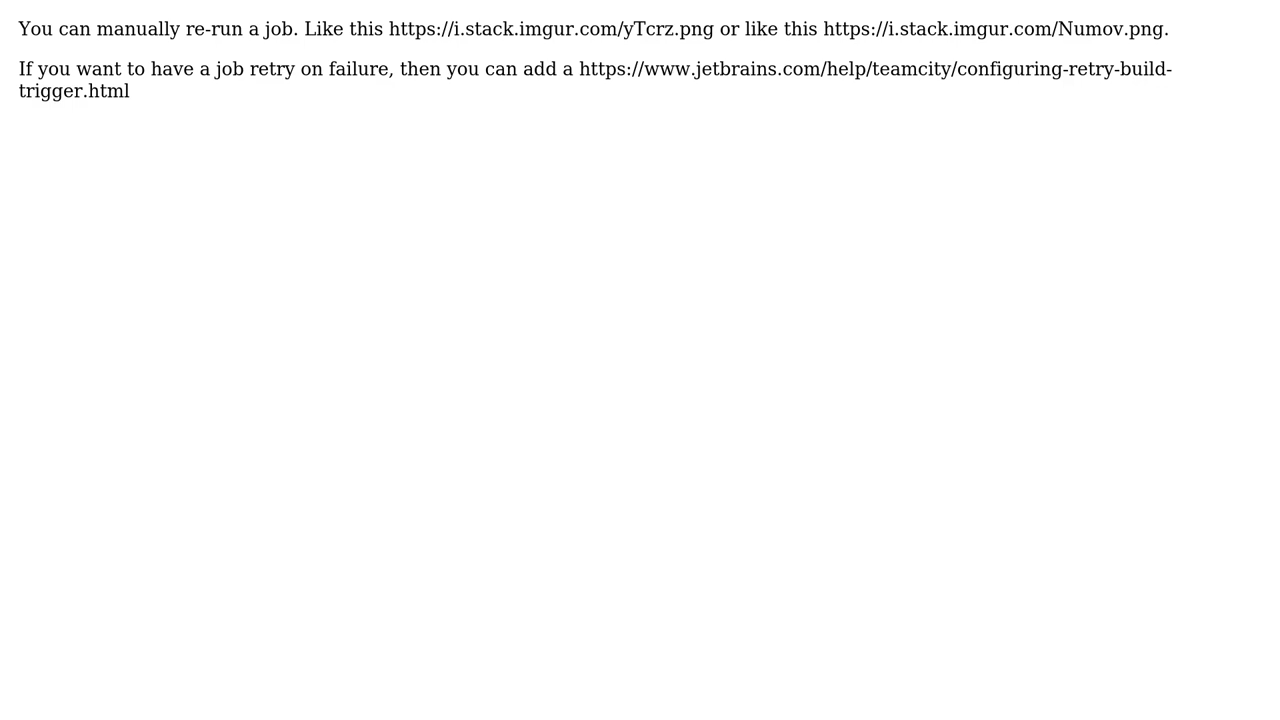 You can manually re-run a job. Like this https://i.stack.imgur.com/yTcrz.png or like this https://i.stack.imgur.com/Numov.png.
If you want to have a job retry on failure, then you can add a https://www.jetbrains.com/help/teamcity/configuring-retry-build-
trigger.html